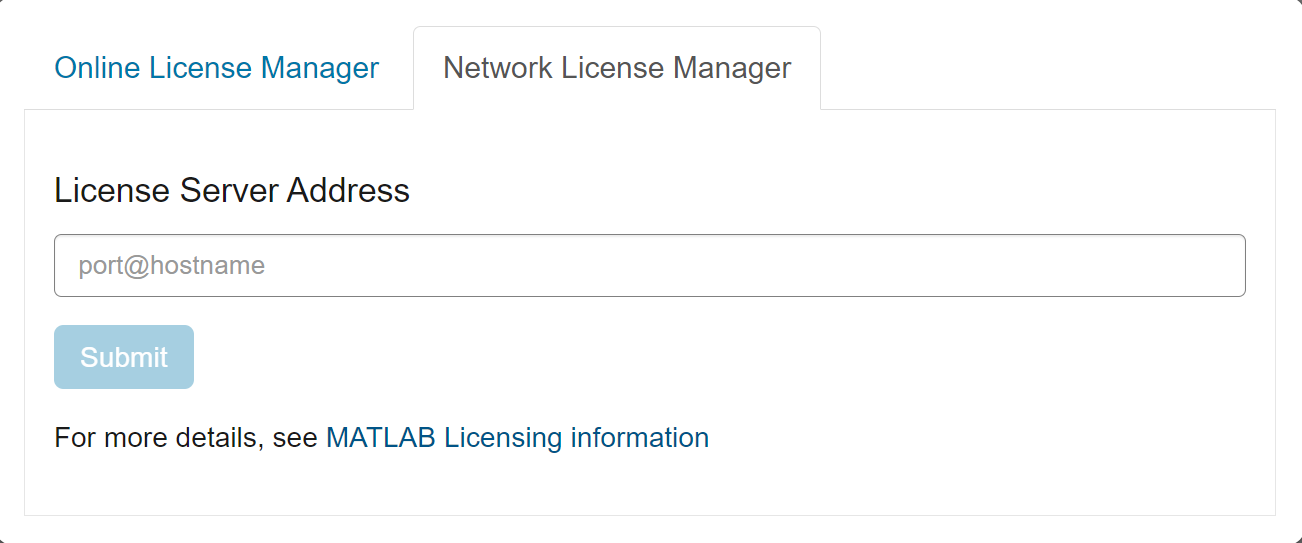 Online License Manager
Network License Manager
License Server Address
port@hostname
Submit
For more details, see MATLAB Licensing information